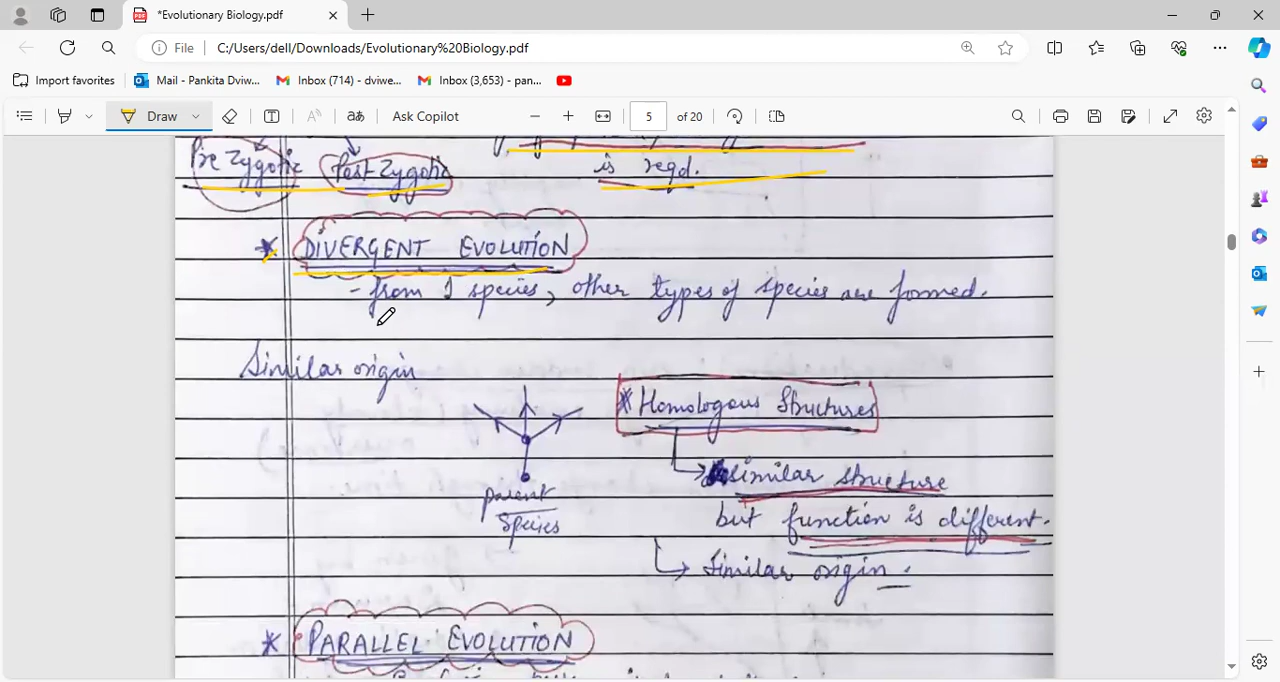 *Evolutionary Biology.pdf
File C:/Users/dell/Downloads/Evolutionary%20Biology.pdf
Import favorites Mail - Pankita Dviw... Inbox (714) - dviwe... Inbox (3,653) - pan...
Draw Ask Copilot 5 of 20
Pre Zygotic Post Zygotic is reqd.
* DIVERGENT EVOLUTION
- from 1 species, other types of species are formed.
Similar origin
* Homologous Structures
similar structure
parent
Species
but function is different.
Similar origin.
* PARALLEL EVOLUTION